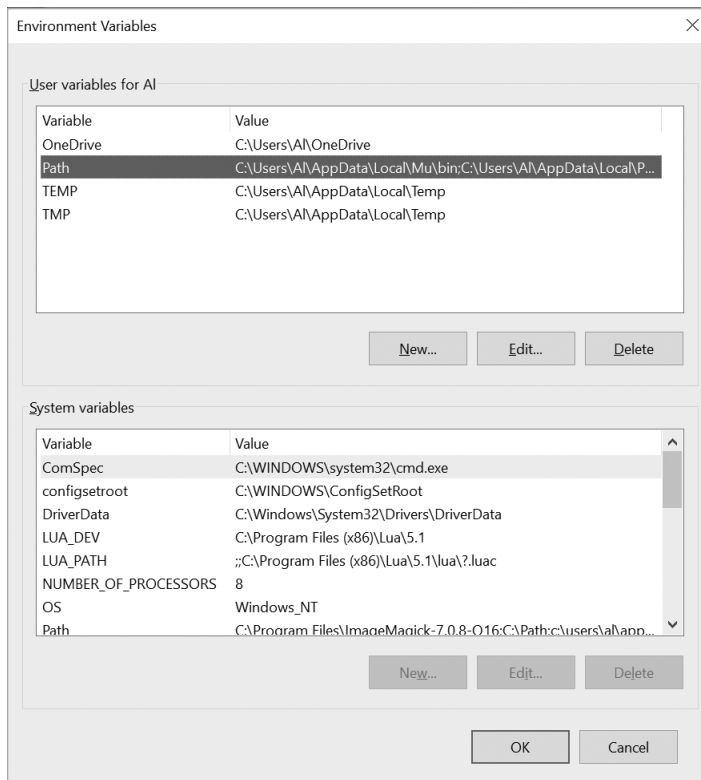 Environment Variables
User variables for Al
Variable Value
OneDrive C:\Users\Al\OneDrive
Path C:\Users\Al\AppData\Local\Mu\bin;C:\Users\Al\AppData\Local\P...
TEMP C:\Users\Al\AppData\Local\Temp
TMP C:\Users\Al\AppData\Local\Temp
New... Edit... Delete
System variables
Variable Value
ComSpec C:\WINDOWS\system32\cmd.exe
configsetroot C:\WINDOWS\ConfigSetRoot
DriverData C:\Windows\System32\Drivers\DriverData
LUA_DEV C:\Program Files (x86)\Lua\5.1
LUA_PATH ;;C:\Program Files (x86)\Lua\5.1\lua\?.luac
NUMBER_OF_PROCESSORS 8
OS Windows_NT
Path C:\Program Files\ImageMagick-7.0.8-Q16;C:\Path;c:\users\al\app...
New... Edit... Delete
OK Cancel